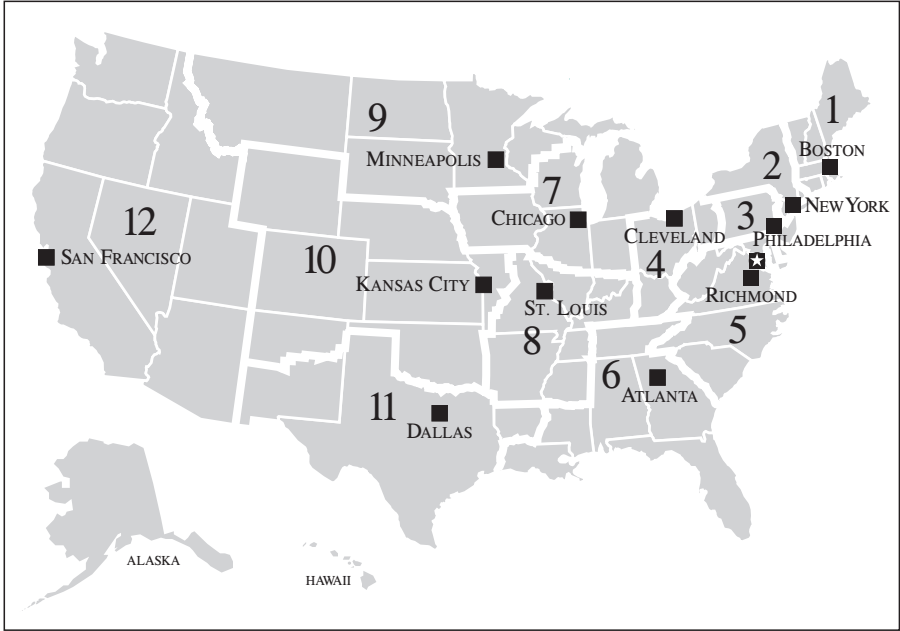 1
BOSTON
9
2
MINNEAPOLIS
7
NEW YORK
12
CHICAGO
3
CLEVELAND
PHILADELPHIA
SAN FRANCISCO
10
4
KANSAS CITY
RICHMOND
ST. LOUIS
5
8
6
ATLANTA
11
DALLAS
ALASKA
HAWAII